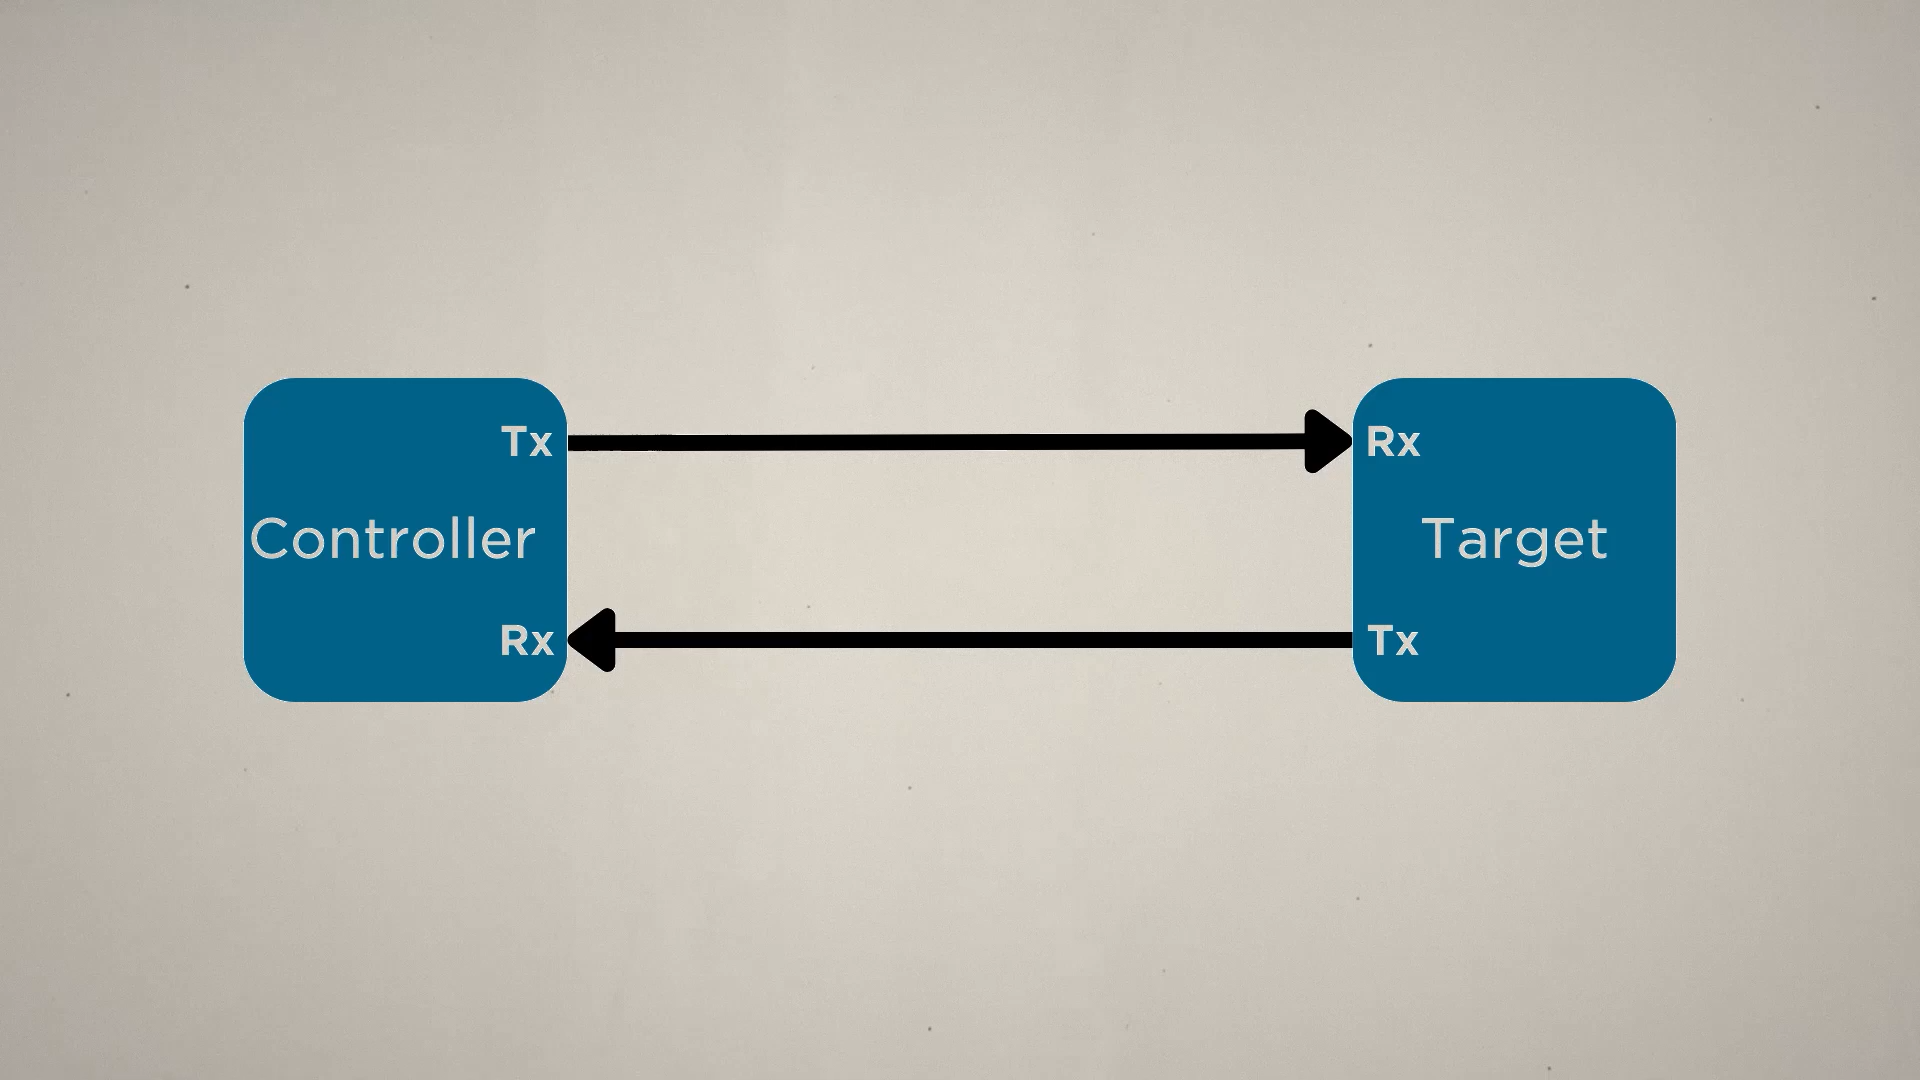 Tx
Rx
Controller
Target
Rx
Tx